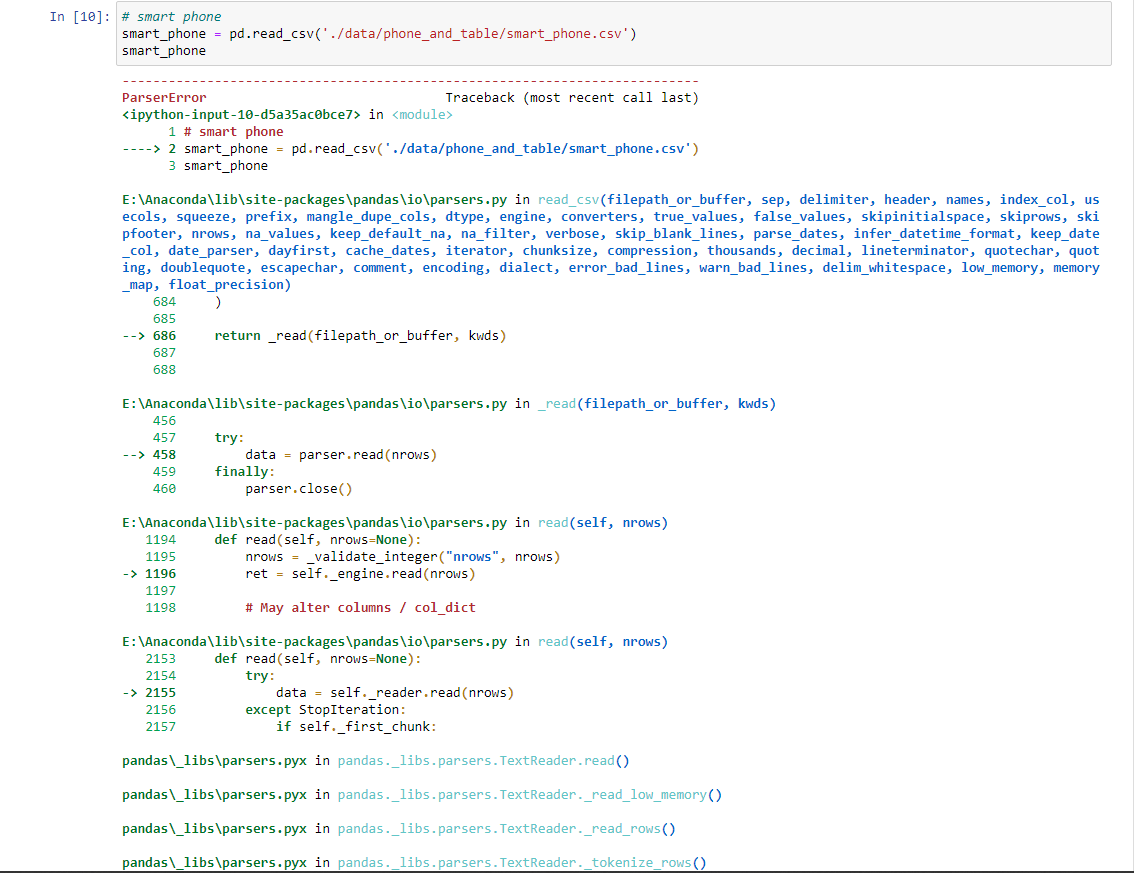 In [10]: # smart phone
smart_phone = pd.read_csv('./data/phone_and_table/smart_phone.csv')
smart_phone
---------------------------------------------------------------------------
ParserError                               Traceback (most recent call last)
<ipython-input-10-d5a35ac0bce7> in <module>
      1 # smart phone
----> 2 smart_phone = pd.read_csv('./data/phone_and_table/smart_phone.csv')
      3 smart_phone
E:\Anaconda\lib\site-packages\pandas\io\parsers.py in read_csv(filepath_or_buffer, sep, delimiter, header, names, index_col, us
ecols, squeeze, prefix, mangle_dupe_cols, dtype, engine, converters, true_values, false_values, skipinitialspace, skiprows, ski
pfooter, nrows, na_values, keep_default_na, na_filter, verbose, skip_blank_lines, parse_dates, infer_datetime_format, keep_date
_col, date_parser, dayfirst, cache_dates, iterator, chunksize, compression, thousands, decimal, lineterminator, quotechar, quot
ing, doublequote, escapechar, comment, encoding, dialect, error_bad_lines, warn_bad_lines, delim_whitespace, low_memory, memory
_map, float_precision)
    684     )
    685
--> 686     return _read(filepath_or_buffer, kwds)
    687
    688
E:\Anaconda\lib\site-packages\pandas\io\parsers.py in _read(filepath_or_buffer, kwds)
    456
    457     try:
--> 458         data = parser.read(nrows)
    459     finally:
    460         parser.close()
E:\Anaconda\lib\site-packages\pandas\io\parsers.py in read(self, nrows)
   1194     def read(self, nrows=None):
   1195         nrows = _validate_integer("nrows", nrows)
-> 1196         ret = self._engine.read(nrows)
   1197
   1198         # May alter columns / col_dict
E:\Anaconda\lib\site-packages\pandas\io\parsers.py in read(self, nrows)
   2153     def read(self, nrows=None):
   2154         try:
-> 2155             data = self._reader.read(nrows)
   2156         except StopIteration:
   2157             if self._first_chunk:
pandas\_libs\parsers.pyx in pandas._libs.parsers.TextReader.read()
pandas\_libs\parsers.pyx in pandas._libs.parsers.TextReader._read_low_memory()
pandas\_libs\parsers.pyx in pandas._libs.parsers.TextReader._read_rows()
pandas\_libs\parsers.pyx in pandas._libs.parsers.TextReader._tokenize_rows()